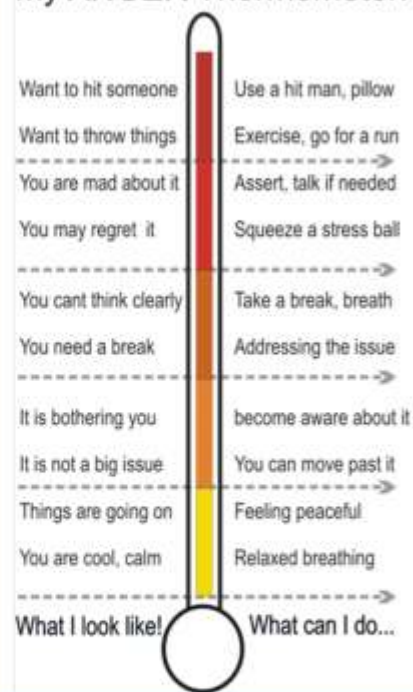 Want to hit someone
Use a hit man, pillow
Want to throw things
Exercise, go for a run
You are mad about it
Assert, talk if needed
You may regret it
Squeeze a stress ball
You cant think clearly
Take a break, breath
You need a break
Addressing the issue
It is bothering you
become aware about it
It is not a big issue
You can move past it
Things are going on
Feeling peaceful
You are cool, calm
Relaxed breathing
What I look like!
What can I do...